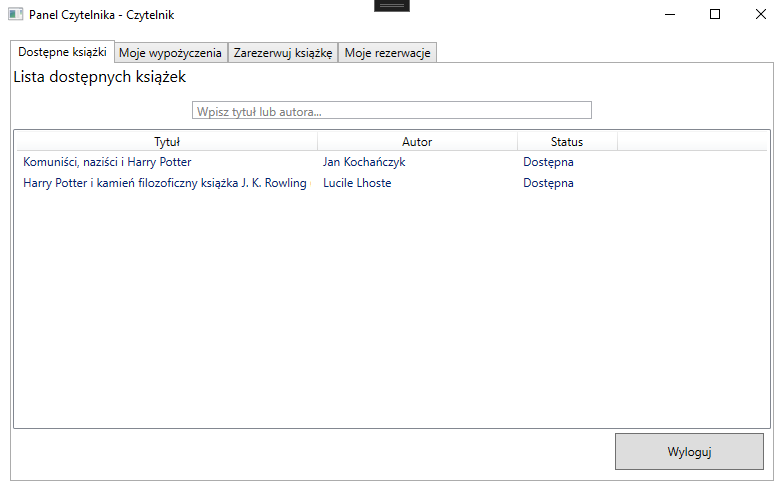 Panel Czytelnika - Czytelnik
Dostępne książki Moje wypożyczenia Zarezerwuj książkę Moje rezerwacje
Lista dostępnych książek
Wpisz tytuł lub autora...
Tytuł Autor Status
Komuniści, naziści i Harry Potter Jan Kochańczyk Dostępna
Harry Potter i kamień filozoficzny książka J. K. Rowling Lucile Lhoste Dostępna
Wyloguj